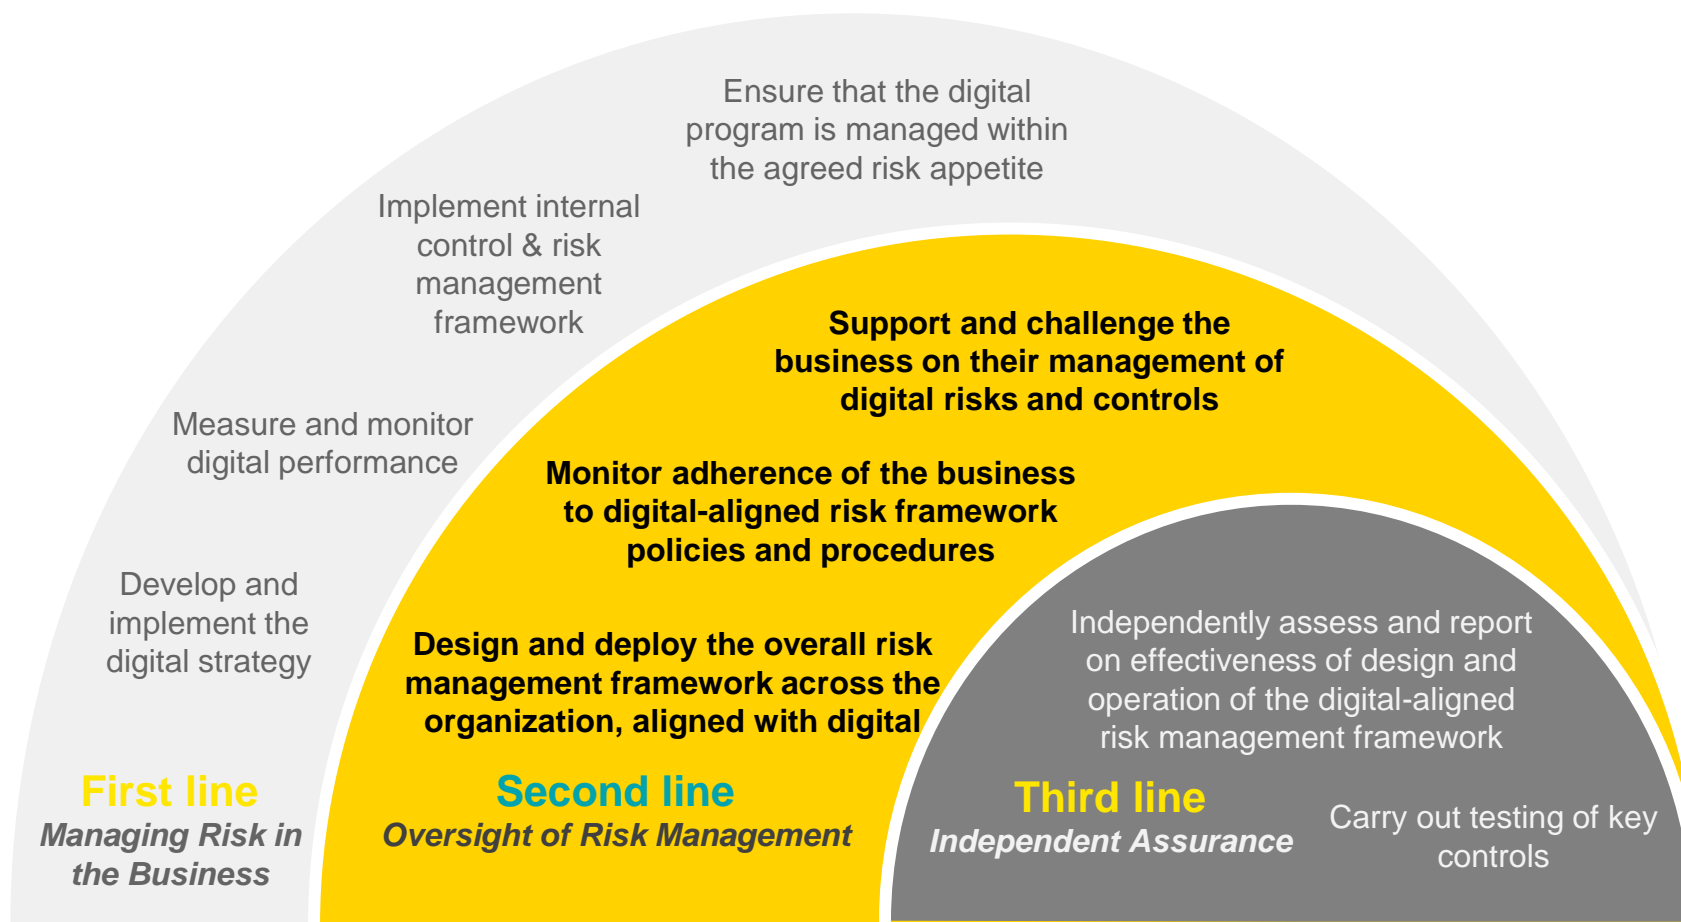 Ensure that the digital
program is managed within
the agreed risk appetite
Implement internal
control & risk
management
framework
Measure and monitor
digital performance
Develop and
implement the
digital strategy
First line
Managing Risk in
the Business
Support and challenge the
business on their management of
digital risks and controls
Monitor adherence of the business
to digital-aligned risk framework
policies and procedures
Design and deploy the overall risk
management framework across the
organization, aligned with digital
Second line
Oversight of Risk Management
Independently assess and report
on effectiveness of design and
operation of the digital-aligned
risk management framework
Third line
Independent Assurance
Carry out testing of key
controls